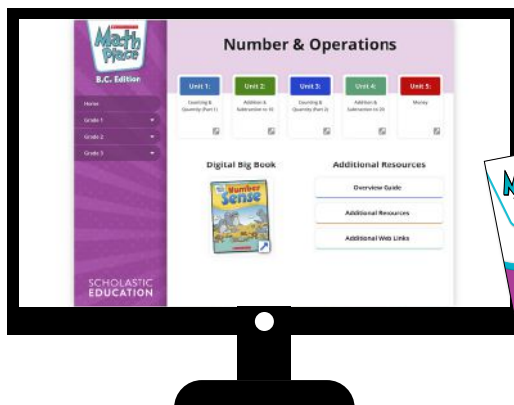 Math
Place
B.C. Edition
Home
Grade 1
Grade 2
Grade 3
SCHOLASTIC
EDUCATION
Number & Operations
Unit 1:
Counting &
Quantity (Part 1)
Unit 2:
Addition &
Subtraction to 10
Unit 3:
Counting &
Quantity (Part 2)
Unit 4:
Addition &
Subtraction to 20
Unit 5:
Money
Digital Big Book
Number
Sense
Additional Resources
Overview Guide
Additional Resources
Additional Web Links